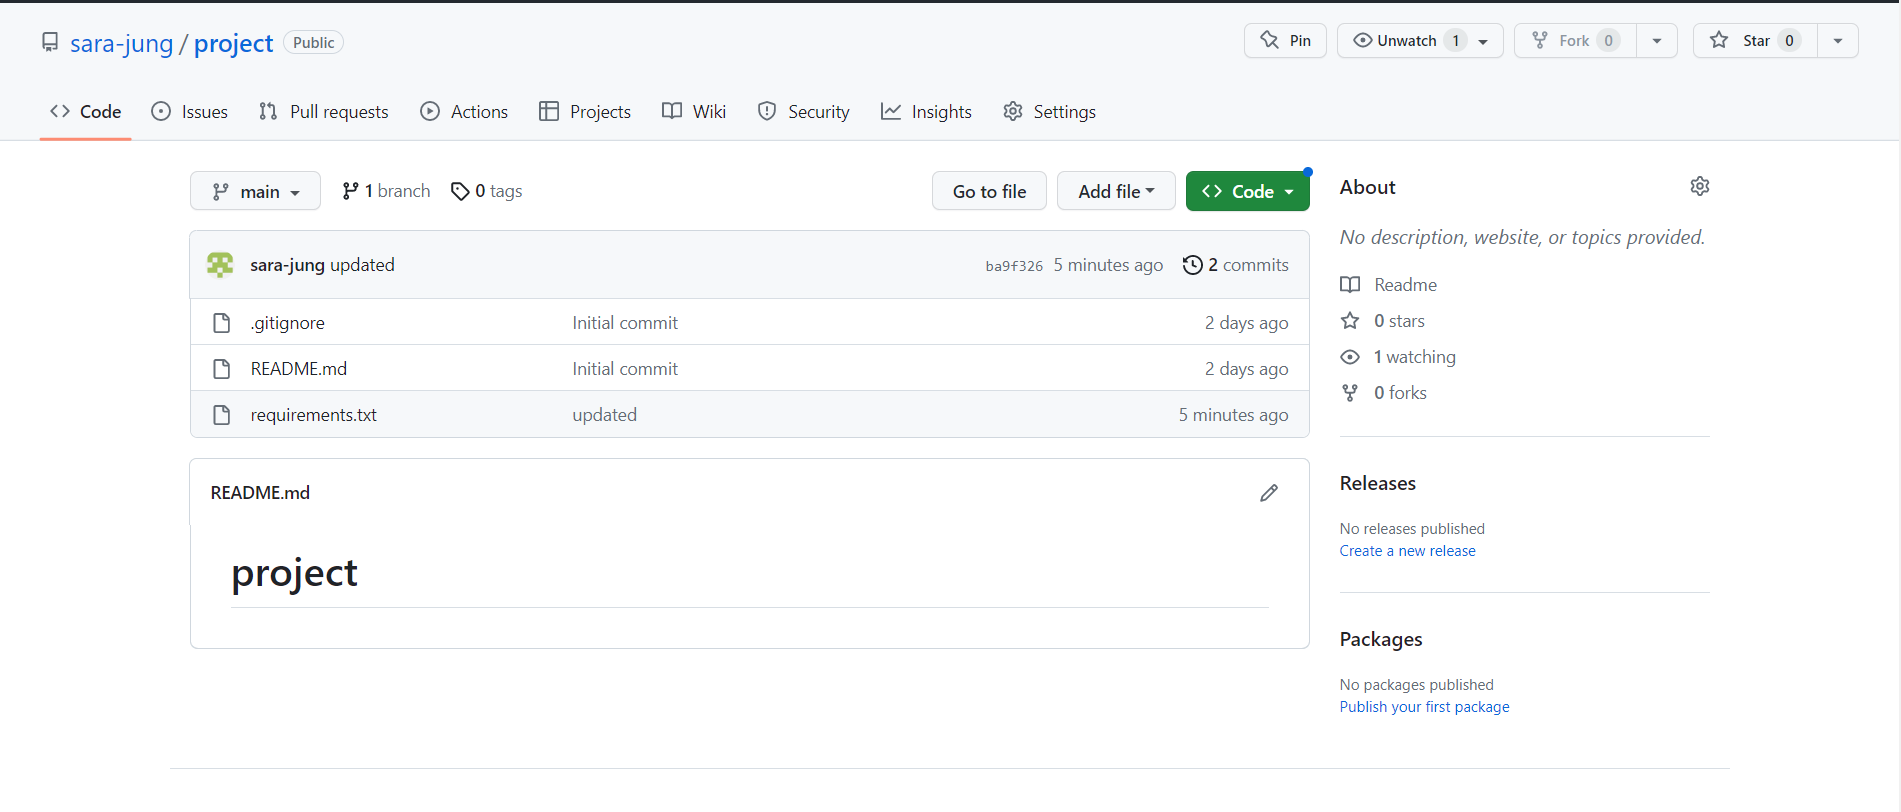 sara-jung / project Public
Pin Unwatch 1 Fork 0 Star 0
Code Issues Pull requests Actions Projects Wiki Security Insights Settings
main 1 branch 0 tags Go to file Add file Code
sara-jung updated ba9f326 5 minutes ago 2 commits
.gitignore Initial commit 2 days ago
README.md Initial commit 2 days ago
requirements.txt updated 5 minutes ago
README.md
project
About
No description, website, or topics provided.
Readme
0 stars
1 watching
0 forks
Releases
No releases published
Create a new release
Packages
No packages published
Publish your first package